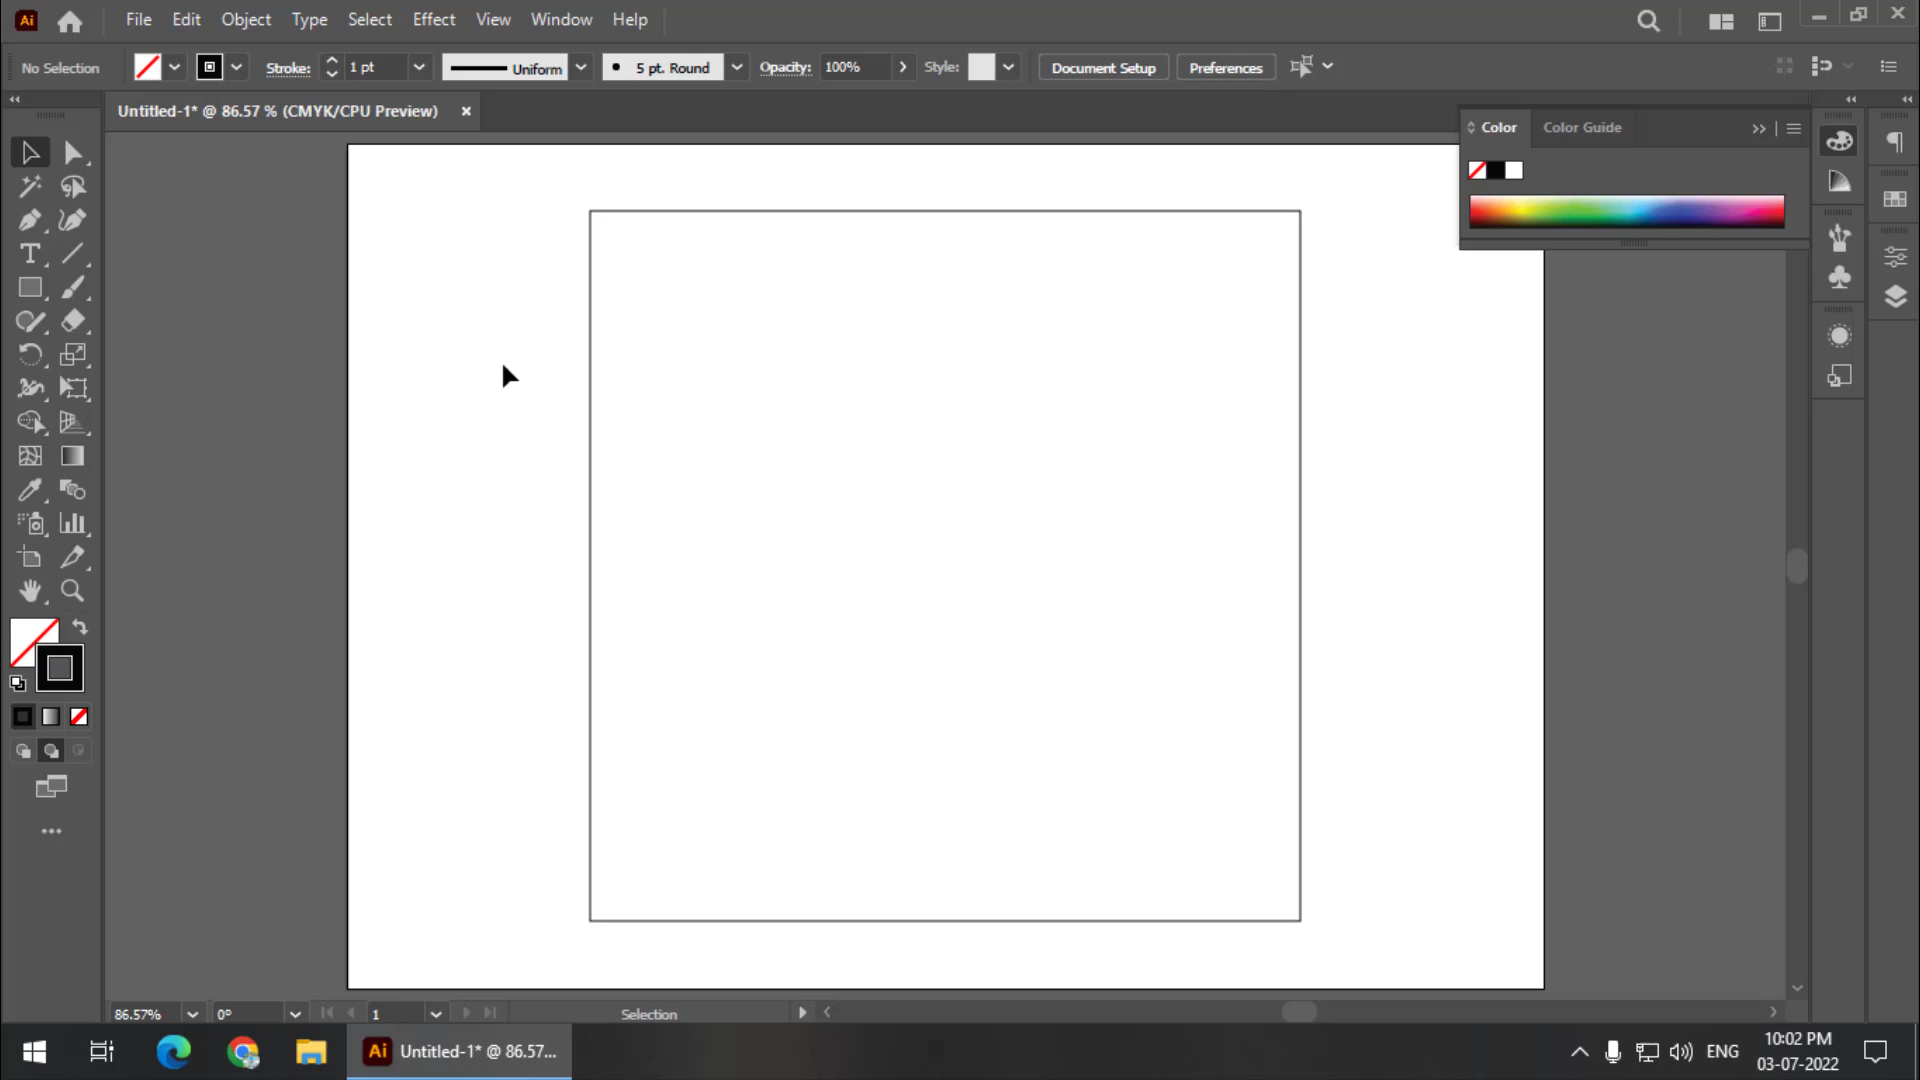 Ai File Edit Object Type Select Effect View Window Help
No Selection Stroke: 1 pt Uniform 5 pt. Round Opacity: 100% Style: Document Setup Preferences
Untitled-1* @ 86.57 % (CMYK/CPU Preview) ×
Color Color Guide
86.57% 0° 1 Selection
Ai Untitled-1* @ 86.57... ENG 10:02 PM
03-07-2022